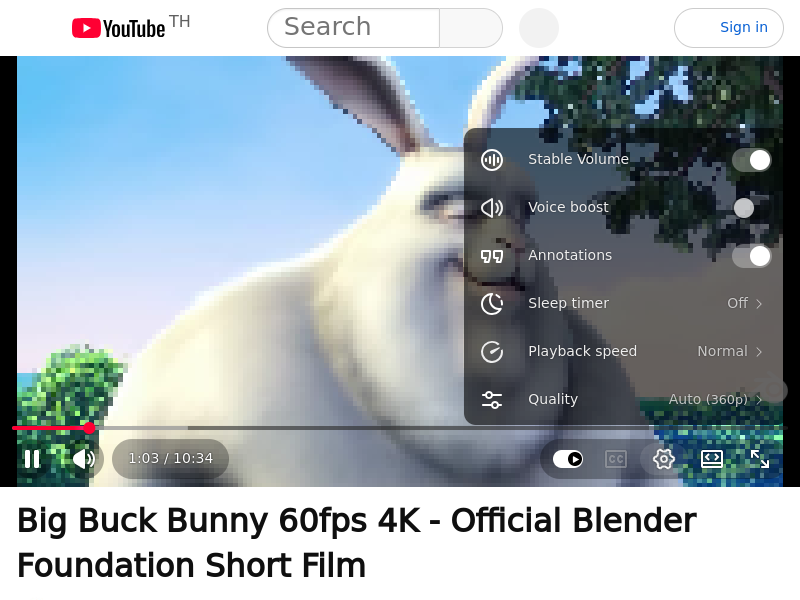 YouTube TH
Search
Sign in
Stable Volume
Voice boost
Annotations
Sleep timer Off
Playback speed Normal
Quality Auto (360p)
1:03 / 10:34
CC
Big Buck Bunny 60fps 4K - Official Blender
Foundation Short Film